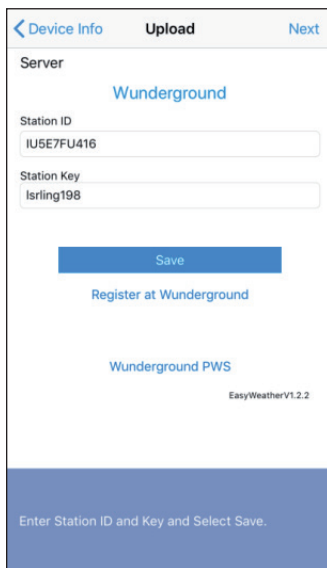 Device Info Upload Next
Server
Wunderground
Station ID
IU5E7FU416
Station Key
lsrling198
Save
Register at Wunderground
Wunderground PWS
EasyWeatherV1.2.2
Enter Station ID and Key and Select Save.